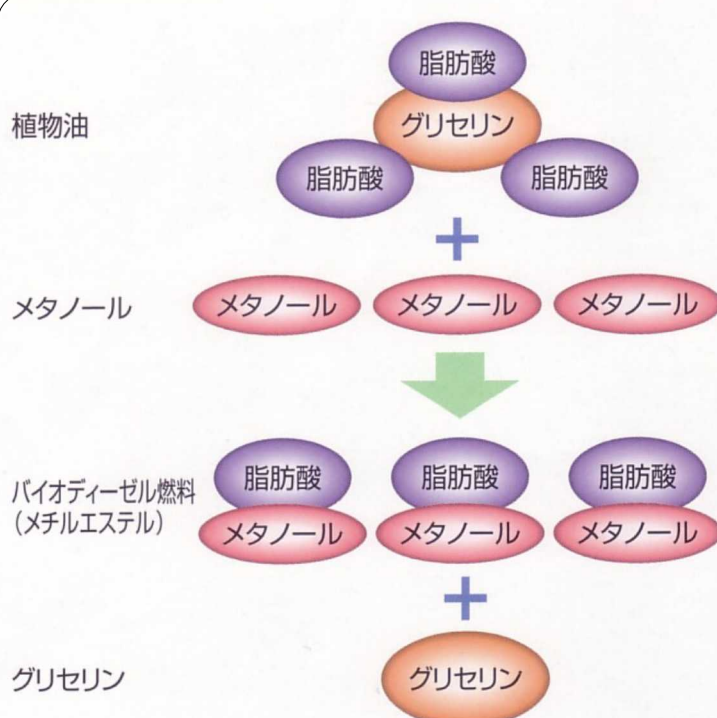 脂肪酸
植物油
グリセリン
脂肪酸
脂肪酸
+
メタノール
メタノール
メタノール
メタノール
脂肪酸
脂肪酸
脂肪酸
バイオディーゼル燃料
(メチルエステル)
メタノール
メタノール
メタノール
+
グリセリン
グリセリン